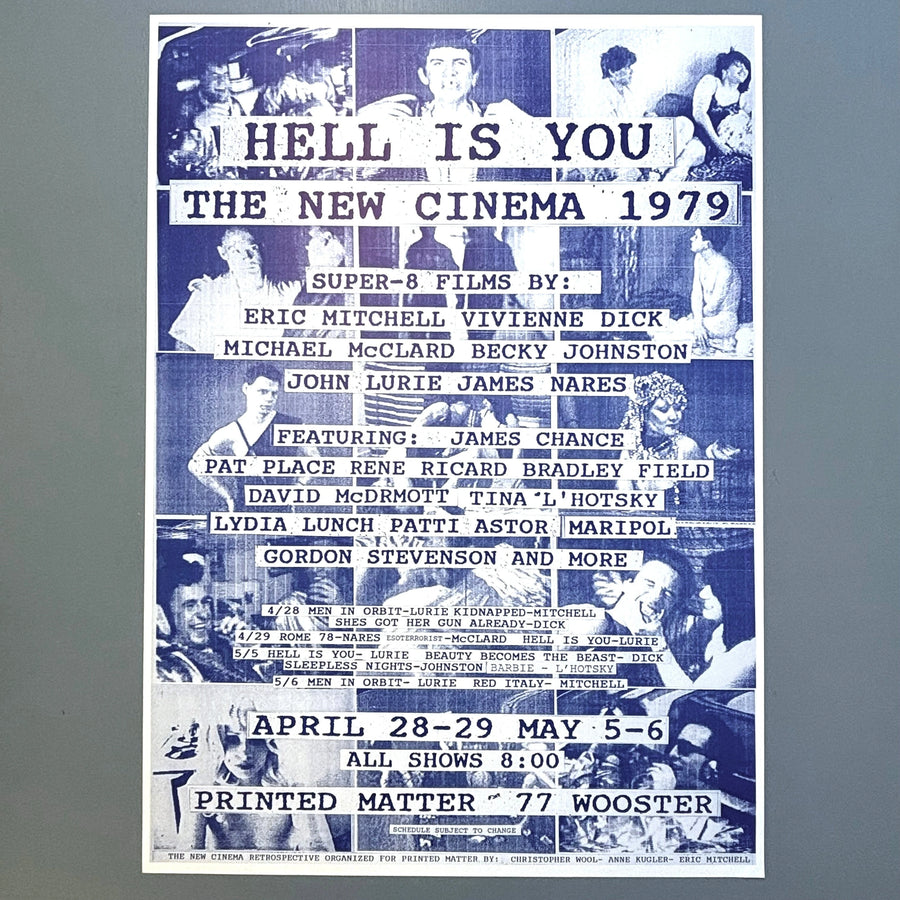 HELL IS YOU
THE NEW CINEMA 1979
SUPER-8 FILMS BY:
ERIC MITCHELL VIVIENNE DICK
MICHAEL McCLARD BECKY JOHNSTON
JOHN LURIE JAMES NARES
FEATURING: JAMES CHANCE
PAT PLACE RENE RICARD BRADLEY FIELD
DAVID McDRMOTT TINA L'HOTSKY
LYDIA LUNCH PATTI ASTOR MARIPOL
GORDON STEVENSON AND MORE
4/28 MEN IN ORBIT-LURIE KIDNAPPED-MITCHELL
SHES GOT HER GUN ALREADY-DICK
4/29 ROME 78-NARES ESOTERRORIST-McCLARD HELL IS YOU-LURIE
5/5 HELL IS YOU- LURIE BEAUTY BECOMES THE BEAST- DICK
SLEEPLESS NIGHTS-JOHNSTON BARBIE - L'HOTSKY
5/6 MEN IN ORBIT- LURIE RED ITALY- MITCHELL
APRIL 28-29 MAY 5-6
ALL SHOWS 8:00
PRINTED MATTER - 77 WOOSTER
SCHEDULE SUBJECT TO CHANGE
THE NEW CINEMA RETROSPECTIVE ORGANIZED FOR PRINTED MATTER BY: CHRISTOPHER WOOL- ANNE KUGLER- ERIC MITCHELL